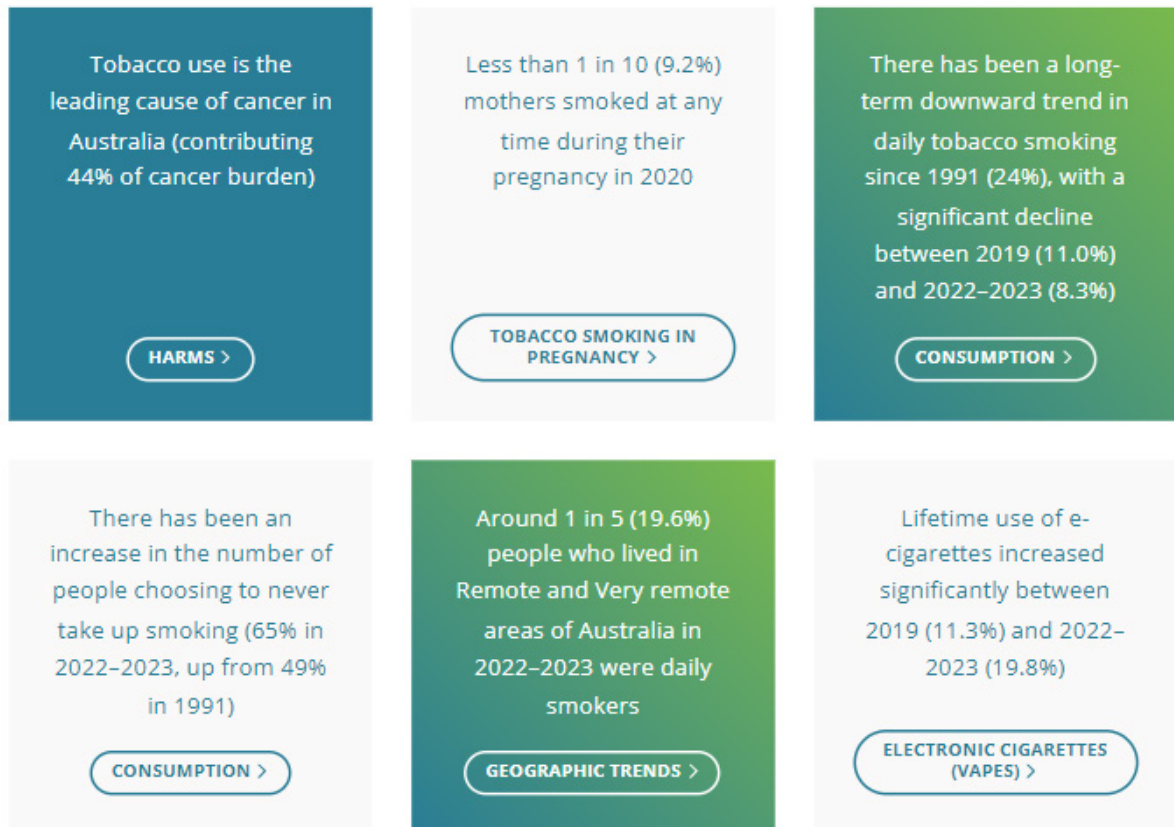 Tobacco use is the
leading cause of cancer in
Australia (contributing
44% of cancer burden)
HARMS >
Less than 1 in 10 (9.2%)
mothers smoked at any
time during their
pregnancy in 2020
TOBACCO SMOKING IN
PREGNANCY >
There has been a long-
term downward trend in
daily tobacco smoking
since 1991 (24%), with a
significant decline
between 2019 (11.0%)
and 2022–2023 (8.3%)
CONSUMPTION >
There has been an
increase in the number of
people choosing to never
take up smoking (65% in
2022–2023, up from 49%
in 1991)
CONSUMPTION >
Around 1 in 5 (19.6%)
people who lived in
Remote and Very remote
areas of Australia in
2022–2023 were daily
smokers
GEOGRAPHIC TRENDS >
Lifetime use of e-
cigarettes increased
significantly between
2019 (11.3%) and 2022–
2023 (19.8%)
ELECTRONIC CIGARETTES
(VAPES) >